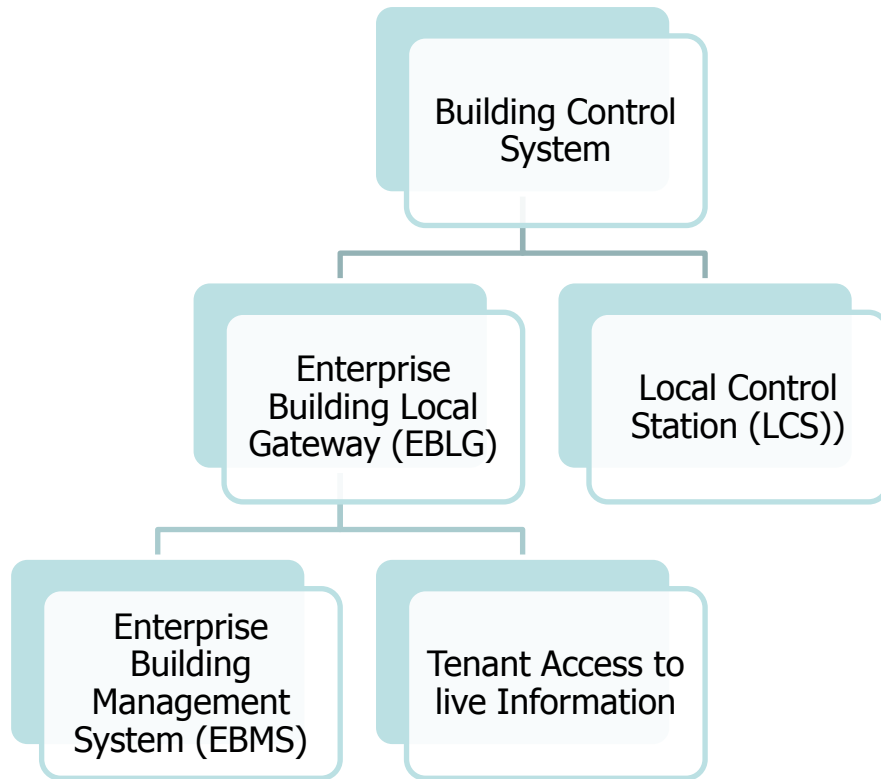 Building Control
System
Enterprise
Building Local
Gateway (EBLG)
Local Control
Station (LCS))
Enterprise
Building
Management
System (EBMS)
Tenant Access to
live Information